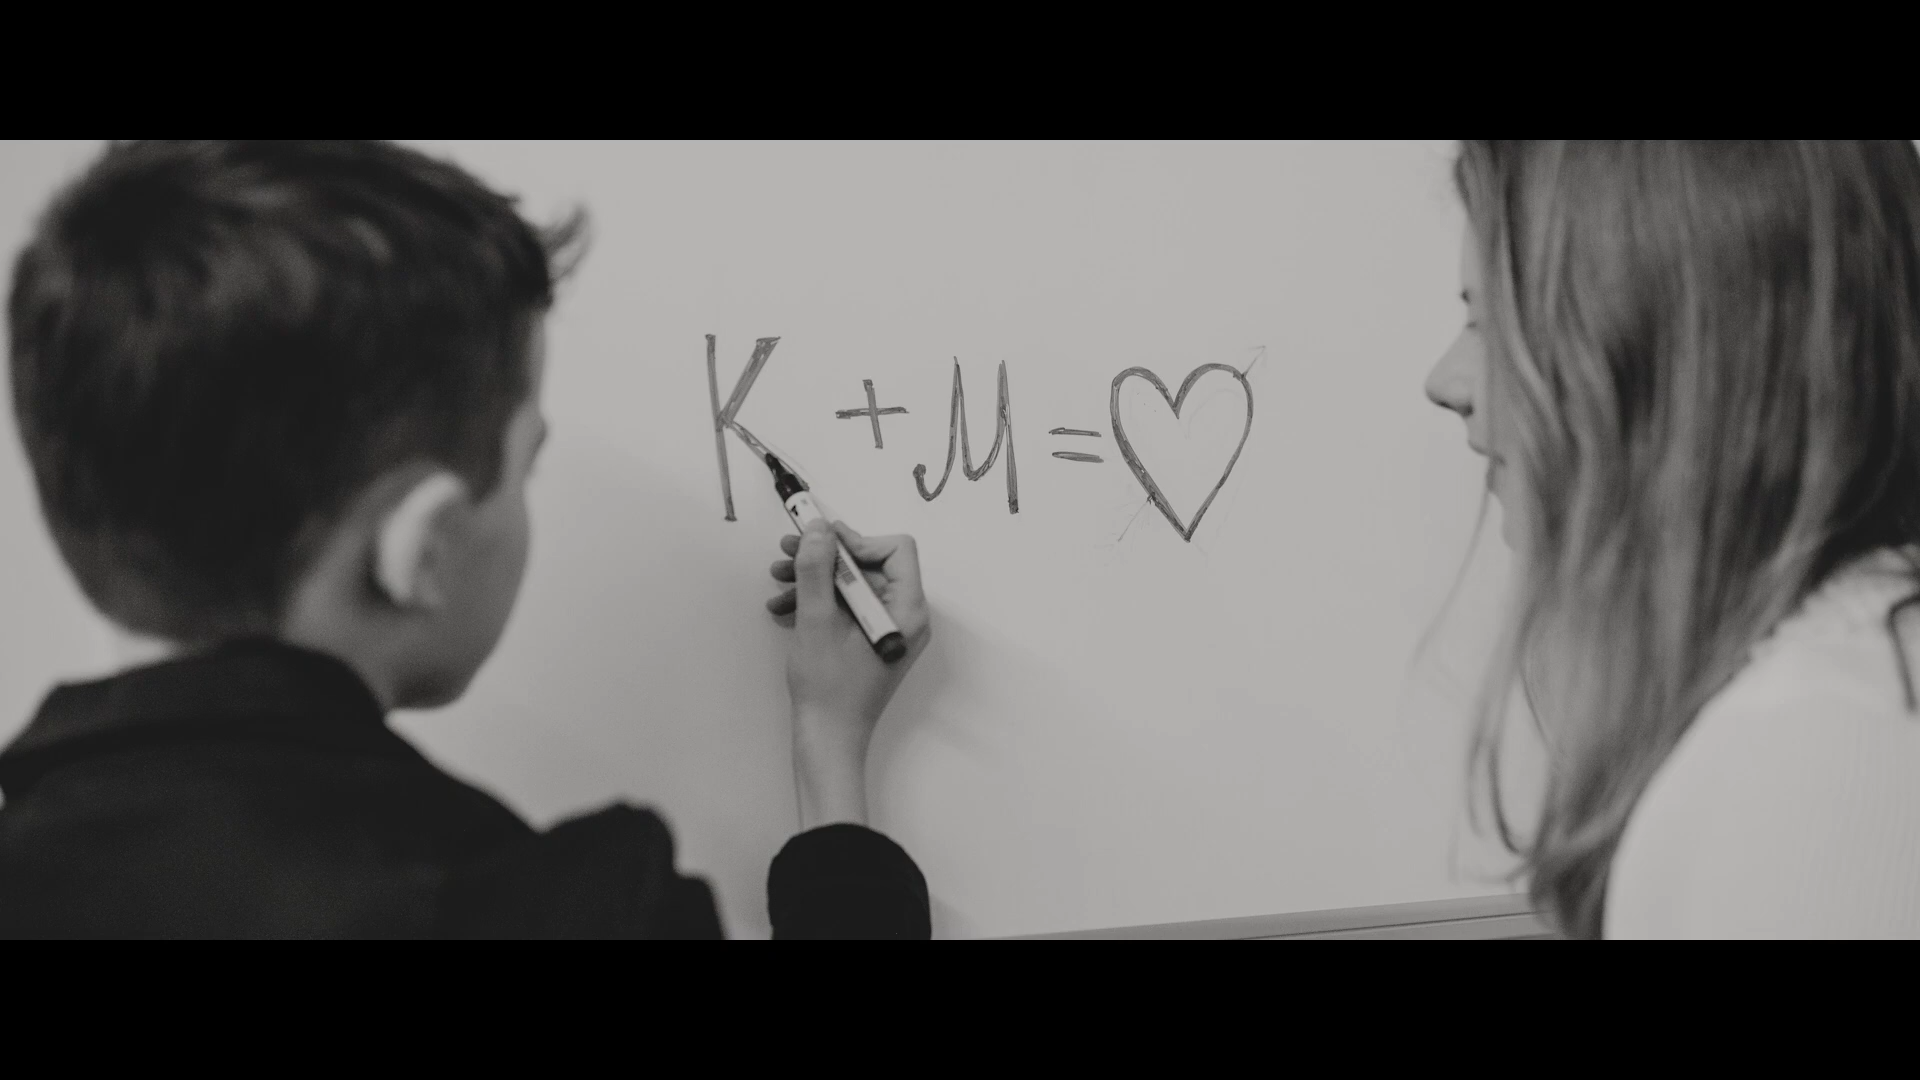 K + M = ♡